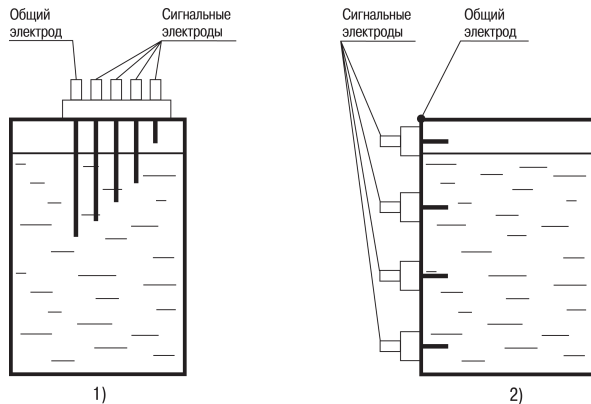 Общий
электрод
Сигнальные
электроды
Сигнальные
электроды
Общий
электрод
1)
2)